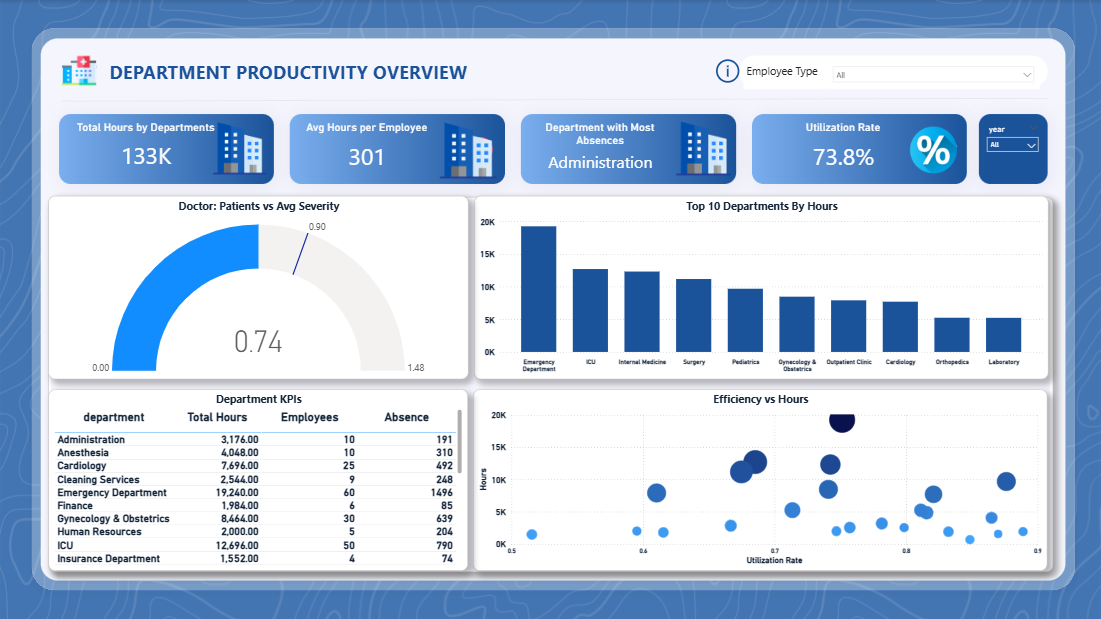 DEPARTMENT PRODUCTIVITY OVERVIEW
i
Employee Type
All
Total Hours by Departments
133K
Avg Hours per Employee
301
Department with Most
Absences
Administration
Utilization Rate
73.8%
%
year
All
Doctor: Patients vs Avg Severity
0.90
0.74
0.00
1.48
Top 10 Departments By Hours
20K
15K
10K
5K
0K
Emergency
Department
ICU
Internal Medicine
Surgery
Pediatrics
Gynecology &
Obstetrics
Outpatient Clinic
Cardiology
Orthopedics
Laboratory
Department KPIs
department Total Hours Employees Absence
Administration 3,176.00 10 191
Anesthesia 4,048.00 10 310
Cardiology 7,696.00 25 492
Cleaning Services 2,544.00 9 248
Emergency Department 19,240.00 60 1496
Finance 1,984.00 6 85
Gynecology & Obstetrics 8,464.00 30 639
Human Resources 2,000.00 5 204
ICU 12,696.00 50 790
Insurance Department 1,552.00 4 74
Efficiency vs Hours
Hours
20K
15K
10K
5K
0K
0.5 0.6 0.7 0.8 0.9
Utilization Rate